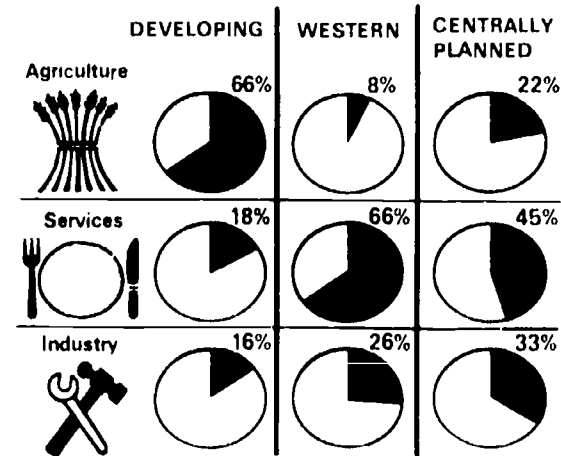 DEVELOPING WESTERN CENTRALLY PLANNED
Agriculture
66% 8% 22%
Services
18% 66% 45%
Industry
16% 26% 33%